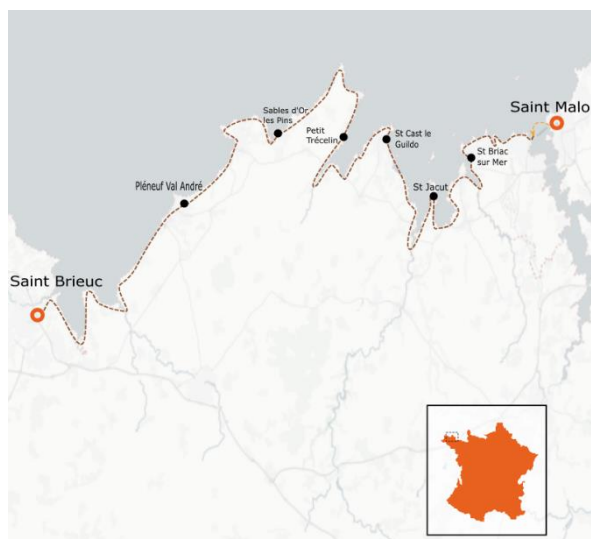 Saint Malo
Sables d'Or
les Pins
Petit
Trécelin
St Cast le
Guildo
St Briac
sur Mer
Pléneuf Val André
St Jacut
Saint Brieuc